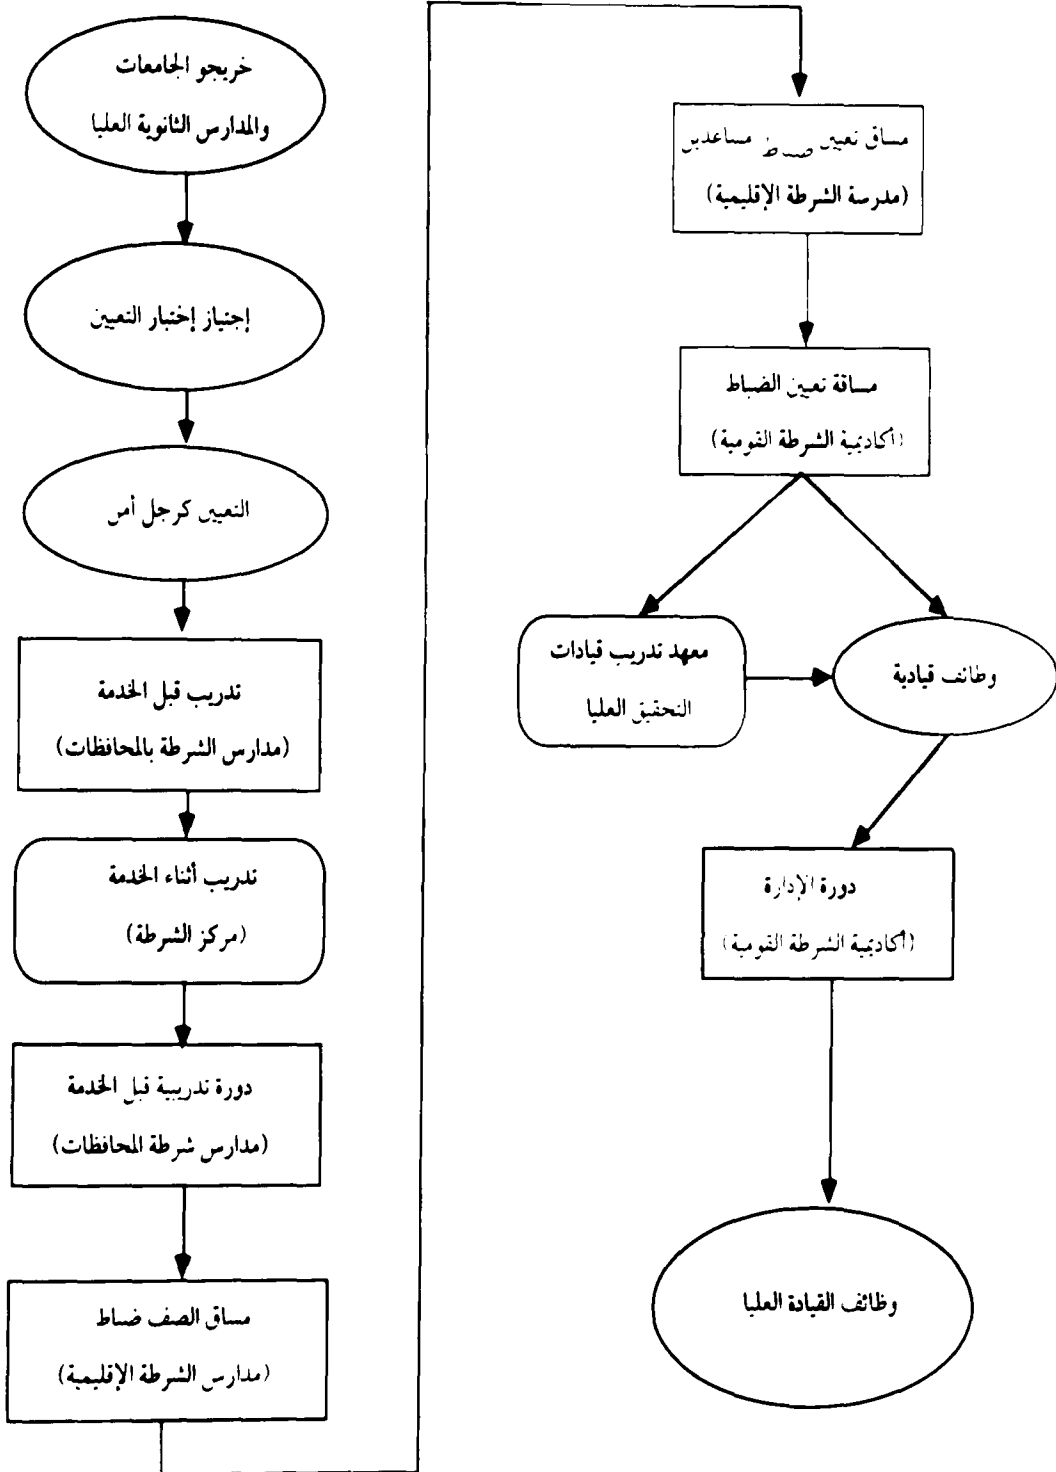 خريجو الجامعات
والمدارس الثانوية العليا
إجتياز إختبار التعيين
التعيين كرجل أمن
تدريب قبل الخدمة
(مدارس الشرطة بالمحافظات)
تدريب أثناء الخدمة
(مركز الشرطة)
دورة تدريبية قبل الخدمة
(مدارس شرطة المحافظات)
مساق الصف ضباط
(مدارس الشرطة الإقليمية)
مساق تعيين ضباط مساعدين
(مدرسة الشرطة الإقليمية)
مساقة تعيين الضباط
(أكاديمية الشرطة القومية)
معهد تدريب قيادات
التحقيق العليا
وظائف قيادية
دورة الإدارة
(أكاديمية الشرطة القومية)
وظائف القيادة العليا